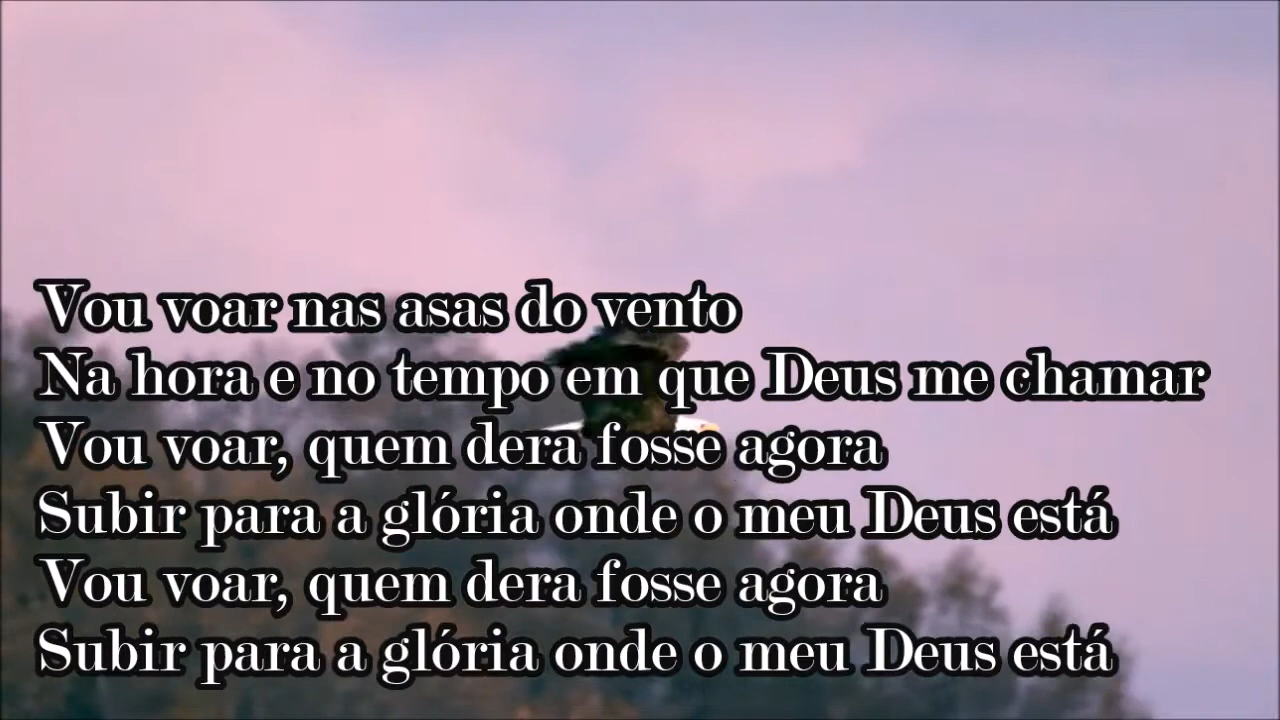 Vou voar nas asas do vento
Na hora e no tempo em que Deus me chamar
Vou voar, quem dera fosse agora
Subir para a glória onde o meu Deus está
Vou voar, quem dera fosse agora
Subir para a glória onde o meu Deus está